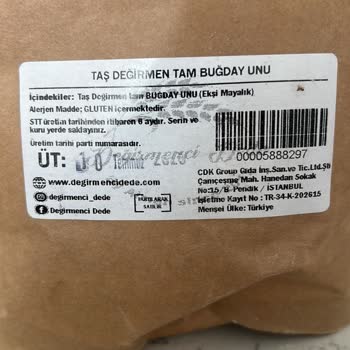 TAŞ DEĞİRMEN TAM BUĞDAY UNU
İçindekiler: Taş Değirmen tam BUĞDAY UNU (Ekşi Mayalık)
Alerjen Madde; GLUTEN içermektedir.
STT üretim tarihinden itibaren 6 aydır. Serin ve
kuru yerde saklayınız.
Üretim tarihi parti numarasıdır.
ÜT:
Değirmenci
00005888297
www.degirmencidede.com
degirmenci_dede
Degirmenci Dede
CDK Group Gıda İnş.San.ve Tic.Ltd.Şti
Çamçeşme Mah. Hanedan Sokak
No:15/B Pendik / İSTANBUL
İşletme Kayıt No : TR-34-K-202615
Menşei Ülke: Türkiye